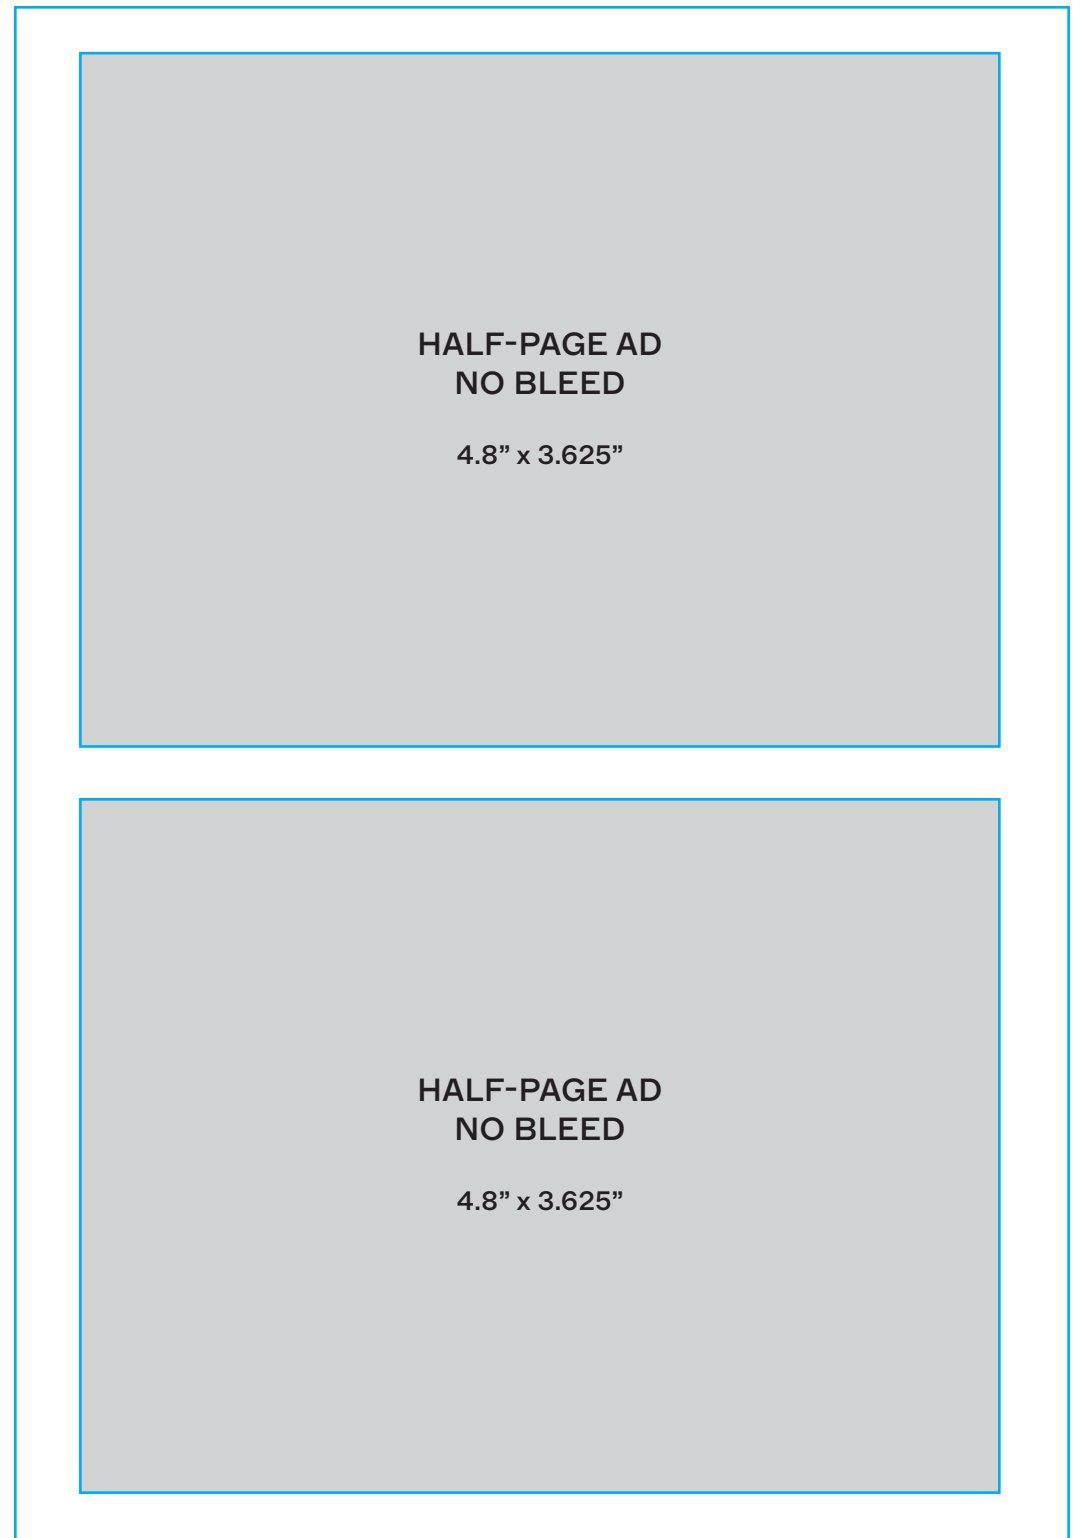 HALF-PAGE AD
NO BLEED
4.8” x 3.625”
HALF-PAGE AD
NO BLEED
4.8” x 3.625”